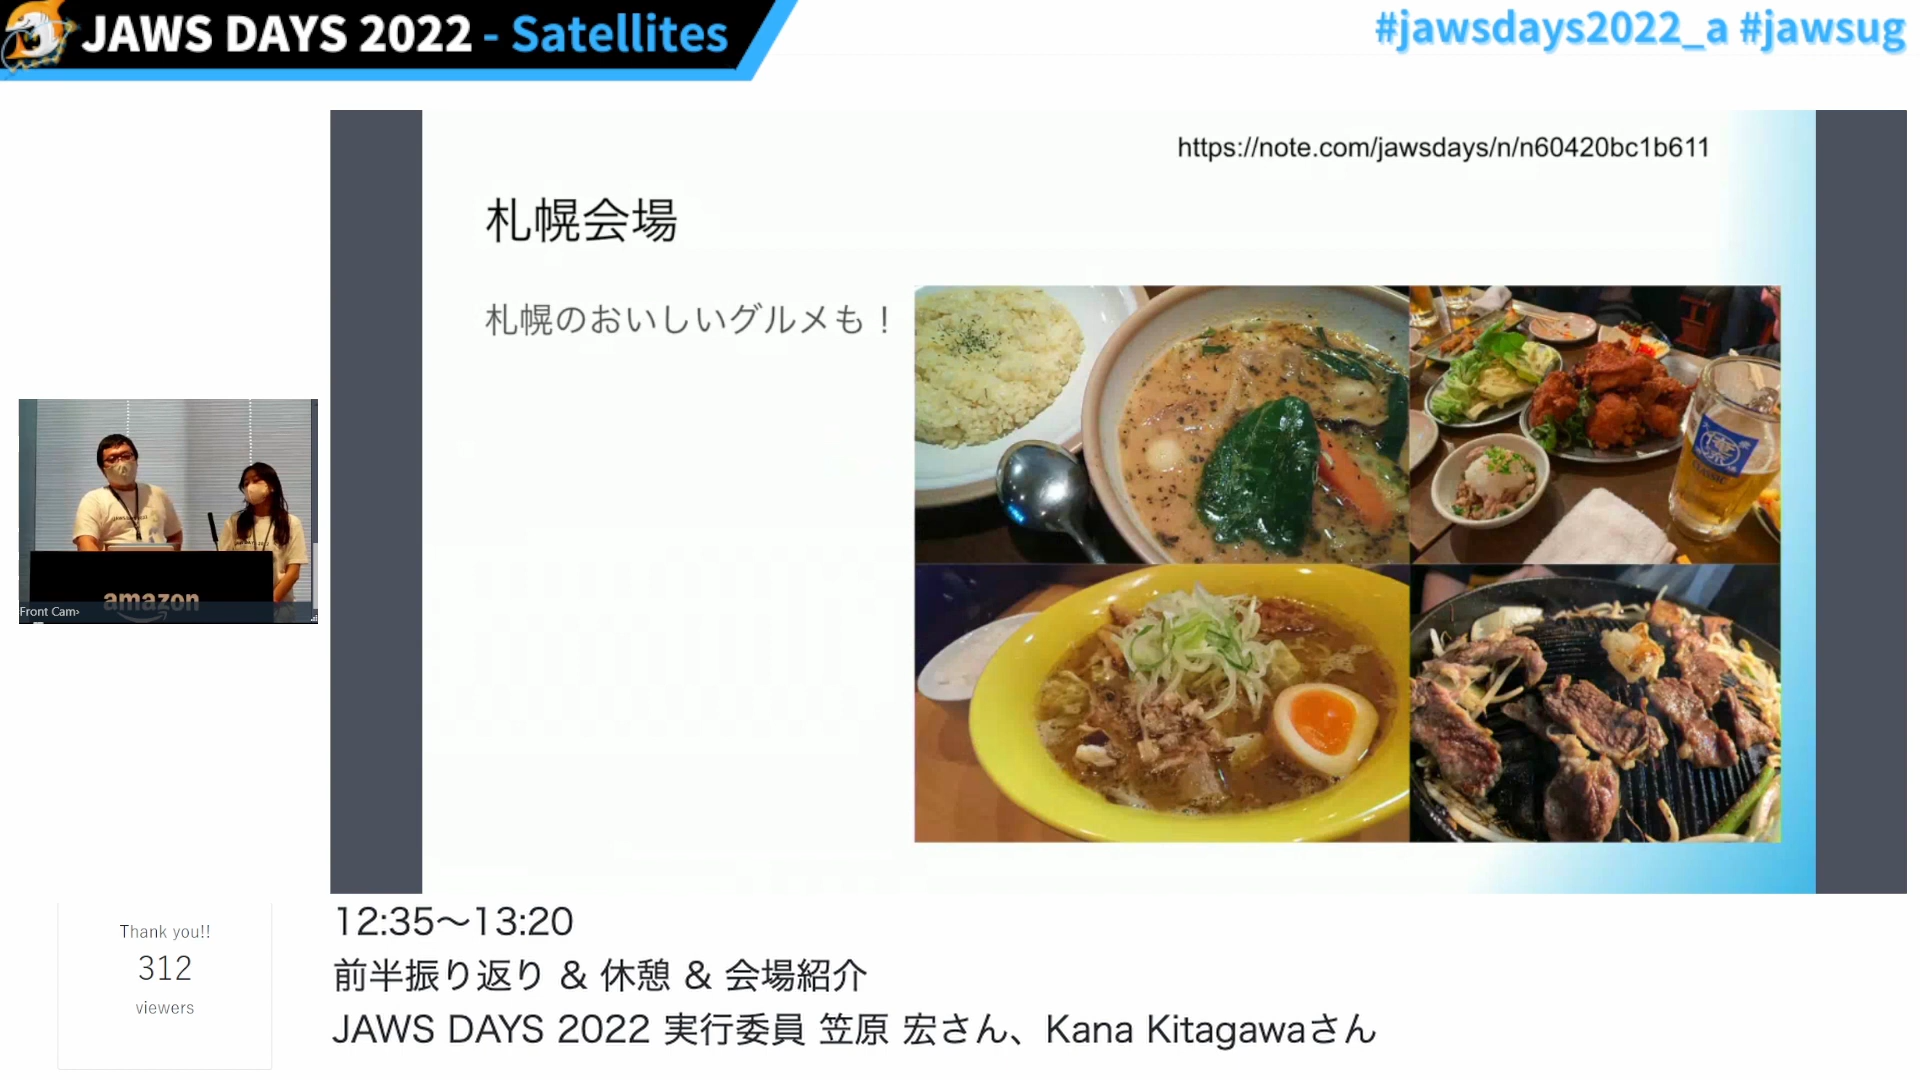 JAWS DAYS 2022 - Satellites
#jawsdays2022_a #jawsug
https://note.com/jawsdays/n/n60420bc1b611
札幌会場
札幌のおいしいグルメも！
CLASSIC
amazon
Front Cam›
Thank you!!
312
viewers
12:35〜13:20
前半振り返り & 休憩 & 会場紹介
JAWS DAYS 2022 実行委員 笠原 宏さん、Kana Kitagawaさん